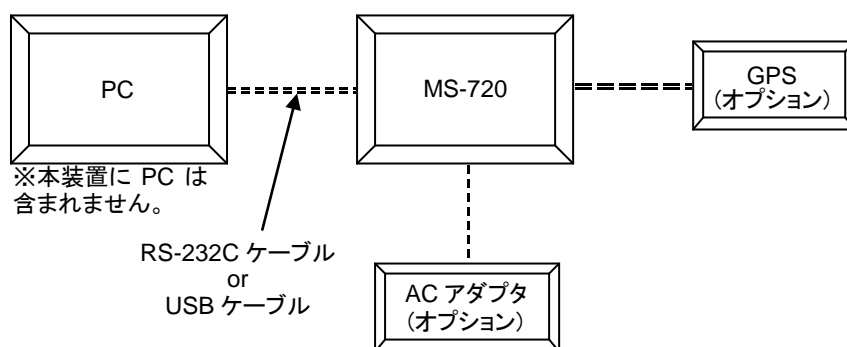 PC
MS-720
GPS
(オプション)
※本装置に PC は
含まれません。
RS-232C ケーブル
or
USB ケーブル
AC アダプタ
(オプション)